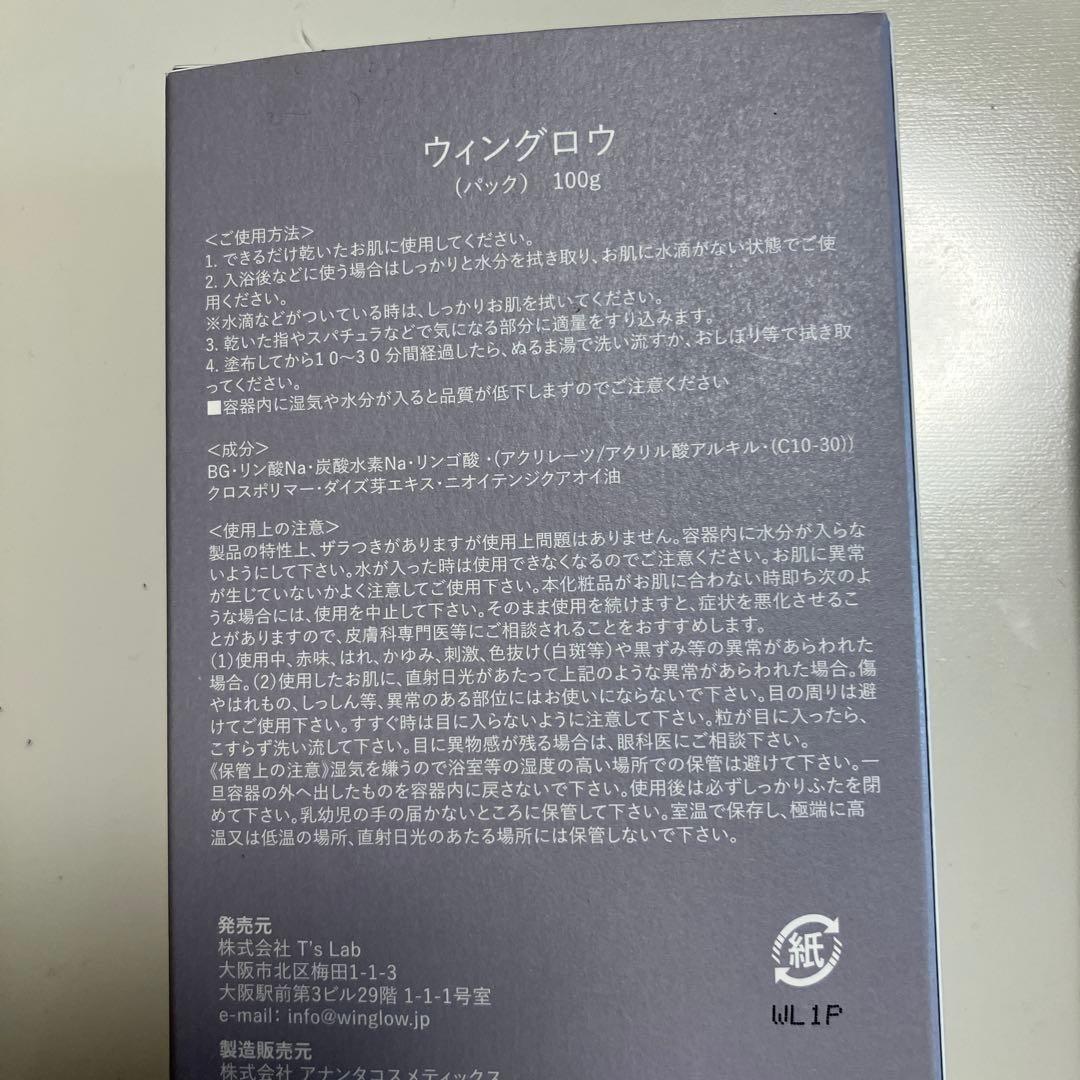 ウィングロウ
(パック) 100g
<ご使用方法>
1. できるだけ乾いたお肌に使用してください。
2. 入浴後などに使う場合はしっかりと水分を拭き取り、お肌に水滴がない状態でご使
用ください。
※水滴などがついている時は、しっかりお肌を拭いてください。
3. 乾いた指やスパチュラなどで気になる部分に適量をすり込みます。
4. 塗布してから10〜30分間経過したら、ぬるま湯で洗い流すか、おしぼり等で拭き取
ってください。
■容器内に湿気や水分が入ると品質が低下しますのでご注意ください
<成分>
BG・リン酸Na・炭酸水素Na・リンゴ酸・(アクリレーツ/アクリル酸アルキル・(C10-30))
クロスポリマー・ダイズ芽エキス・ニオイテンジクアオイ油
<使用上の注意>
製品の特性上、ザラつきがありますが使用上問題はありません。容器内に水分が入らな
いようにして下さい。水が入った時は使用できなくなるのでご注意ください。お肌に異常
が生じていないかよく注意してご使用下さい。本化粧品がお肌に合わない時即ち次のよ
うな場合には、使用を中止して下さい。そのまま使用を続けますと、症状を悪化させるこ
とがありますので、皮膚科専門医等にご相談されることをおすすめします。
(1)使用中、赤味、はれ、かゆみ、刺激、色抜け(白斑等)や黒ずみ等の異常があらわれた
場合。(2)使用したお肌に、直射日光があたって上記のような異常があらわれた場合。傷
やはれもの、しっしん等、異常のある部位にはお使いにならないで下さい。目の周りは避
けてご使用下さい。すすぐ時は目に入らないように注意して下さい。粒が目に入ったら、
こすらず洗い流して下さい。目に異物感が残る場合は、眼科医にご相談下さい。
《保管上の注意》湿気を嫌うので浴室等の湿度の高い場所での保管は避けて下さい。一
旦容器の外へ出したものを容器内に戻さないで下さい。使用後は必ずしっかりふたを閉
めて下さい。乳幼児の手の届かないところに保管して下さい。室温で保存し、極端に高
温又は低温の場所、直射日光のあたる場所には保管しないで下さい。
発売元
株式会社 T's Lab
大阪市北区梅田1-1-3
大阪駅前第3ビル29階 1-1-1号室
e-mail: info@winglow.jp
紙
WL1P
製造販売元
株式会社 アナンタコスメティックス